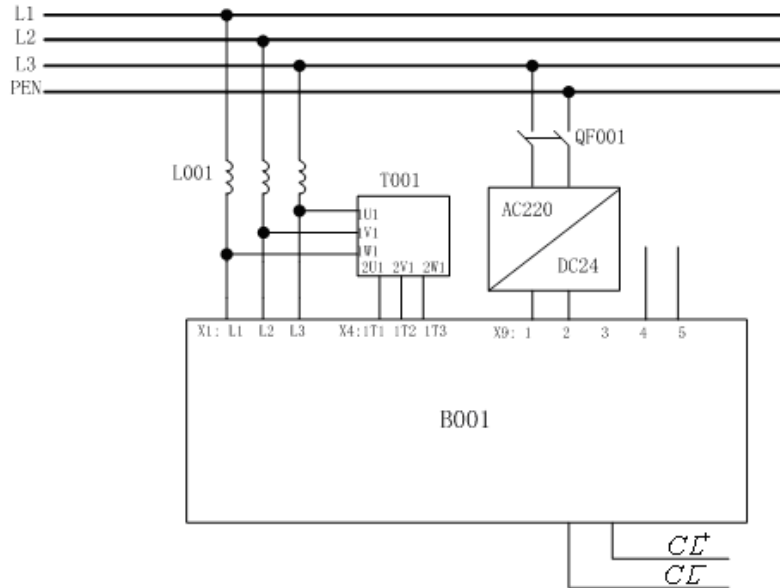 L1
L2
L3
PEN
QF001
L001
T001
1U1
1V1
1W1
2U1 2V1 2W1
AC220
DC24
X1: L1 L2 L3 X4:1T1 1T2 1T3 X9: 1 2 3 4 5
B001
CL+
CL-